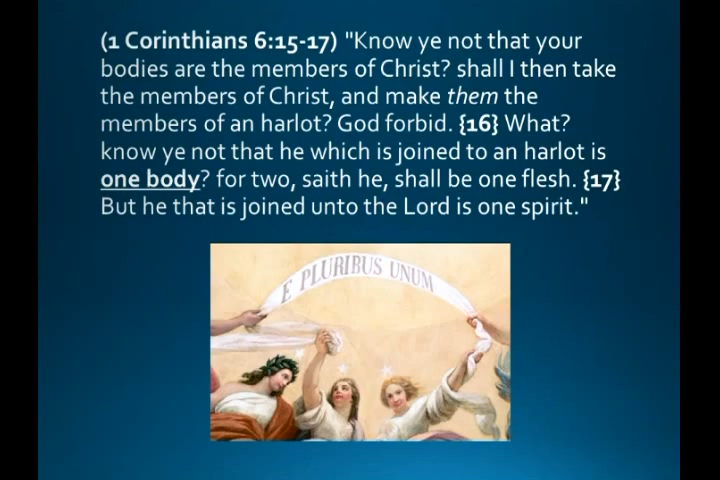 (1 Corinthians 6:15-17) "Know ye not that your
bodies are the members of Christ? shall I then take
the members of Christ, and make them the
members of an harlot? God forbid. {16} What?
know ye not that he which is joined to an harlot is
one body? for two, saith he, shall be one flesh. {17}
But he that is joined unto the Lord is one spirit."
E PLURIBUS UNUM